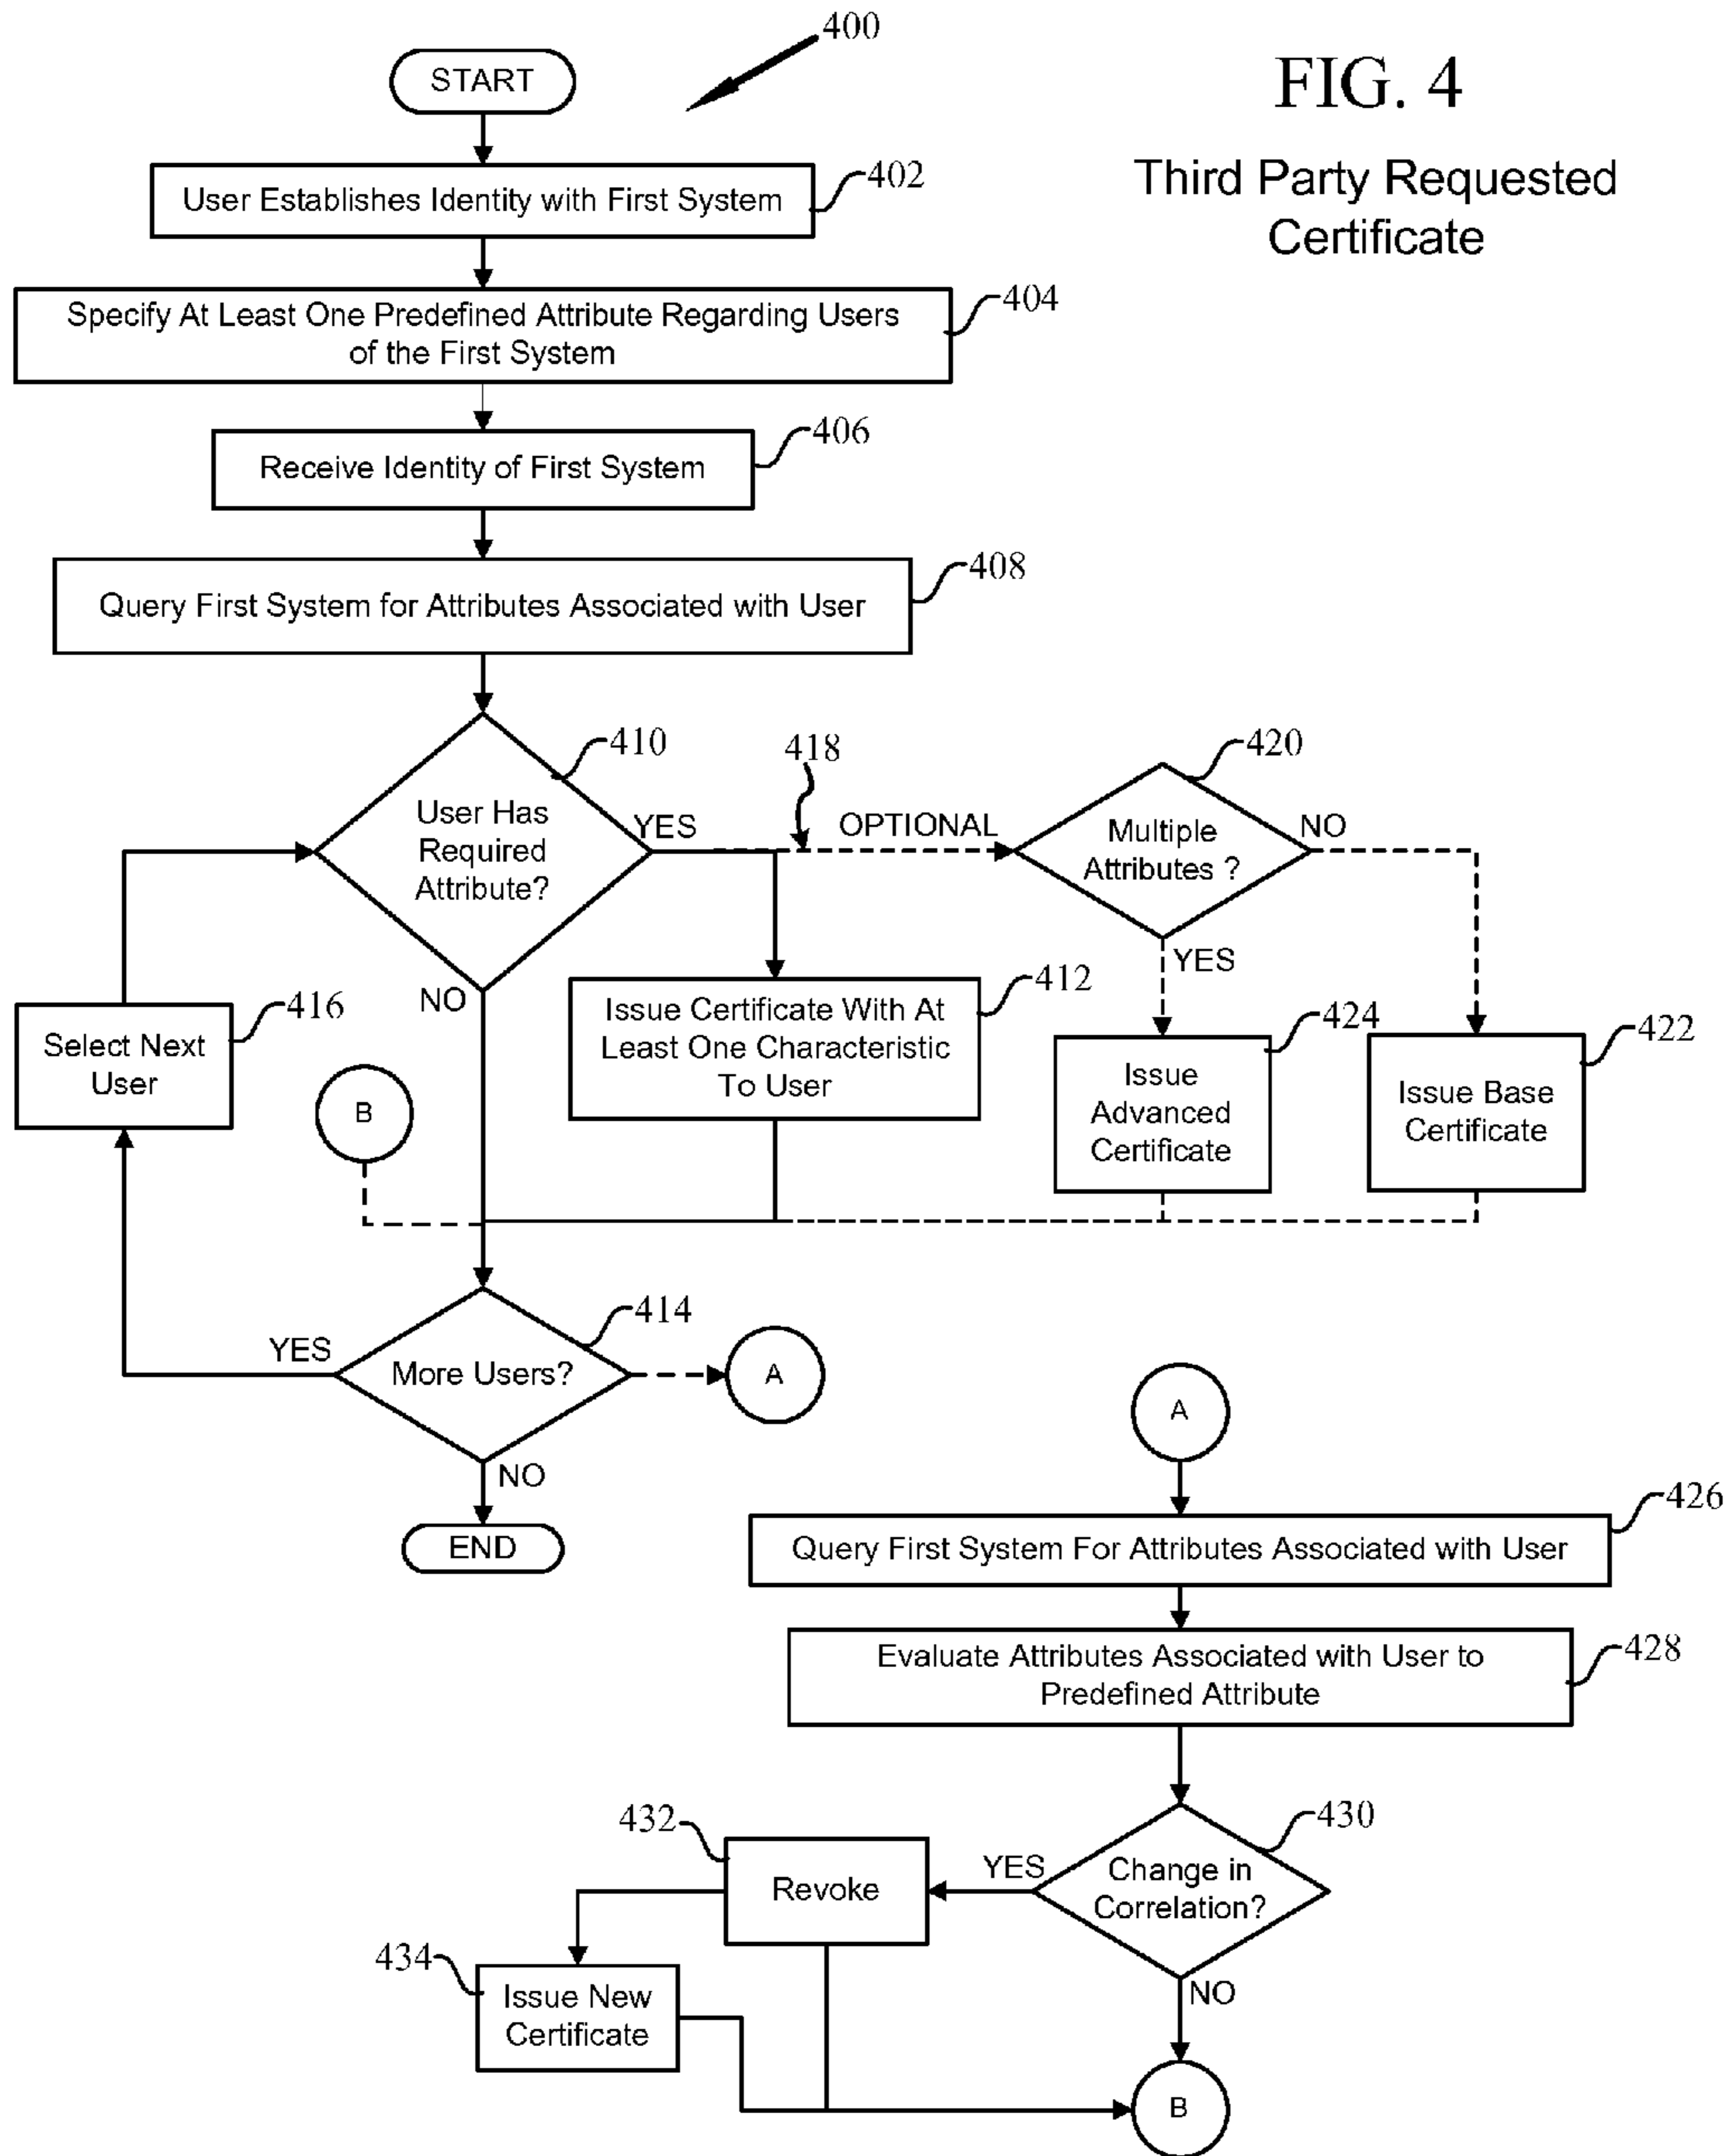 400
START
FIG. 4
Third Party Requested
Certificate
402
User Establishes Identity with First System
404
Specify At Least One Predefined Attribute Regarding Users
of the First System
406
Receive Identity of First System
408
Query First System for Attributes Associated with User
410
User Has
Required
Attribute?
YES
NO
418
OPTIONAL
420
Multiple
Attributes ?
NO
YES
416
Select Next
User
B
412
Issue Certificate With At
Least One Characteristic
To User
424
Issue
Advanced
Certificate
422
Issue Base
Certificate
414
More Users?
YES
A
NO
END
A
426
Query First System For Attributes Associated with User
428
Evaluate Attributes Associated with User to
Predefined Attribute
430
Change in
Correlation?
YES
NO
432
Revoke
434
Issue New
Certificate
B